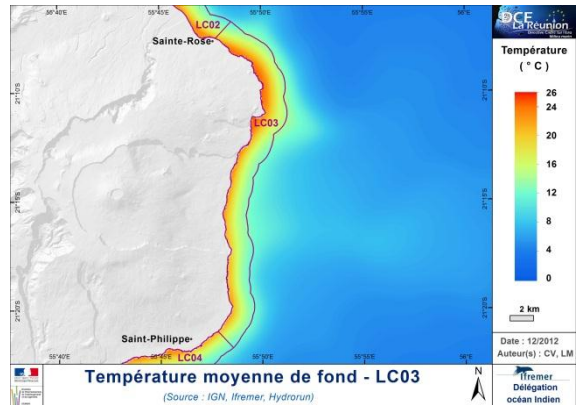 55°40'E
55°45'E
55°50'E
55°55'E
56°E
LC02
Sainte-Rose
LC03
21°10'S
21°15'S
21°20'S
Saint-Philippe
LC04
55°40'E
55°45'E
55°50'E
55°55'E
56°E
21°10'S
21°15'S
21°20'S
DCE
La Réunion
Température
( ° C )
26
24
20
16
12
8
4
0
2 km
Date : 12/2012
Auteur(s) : CV, LM
Température moyenne de fond - LC03
(Source : IGN, Ifremer, Hydrorun)
N
Ifremer
Délégation
océan Indien